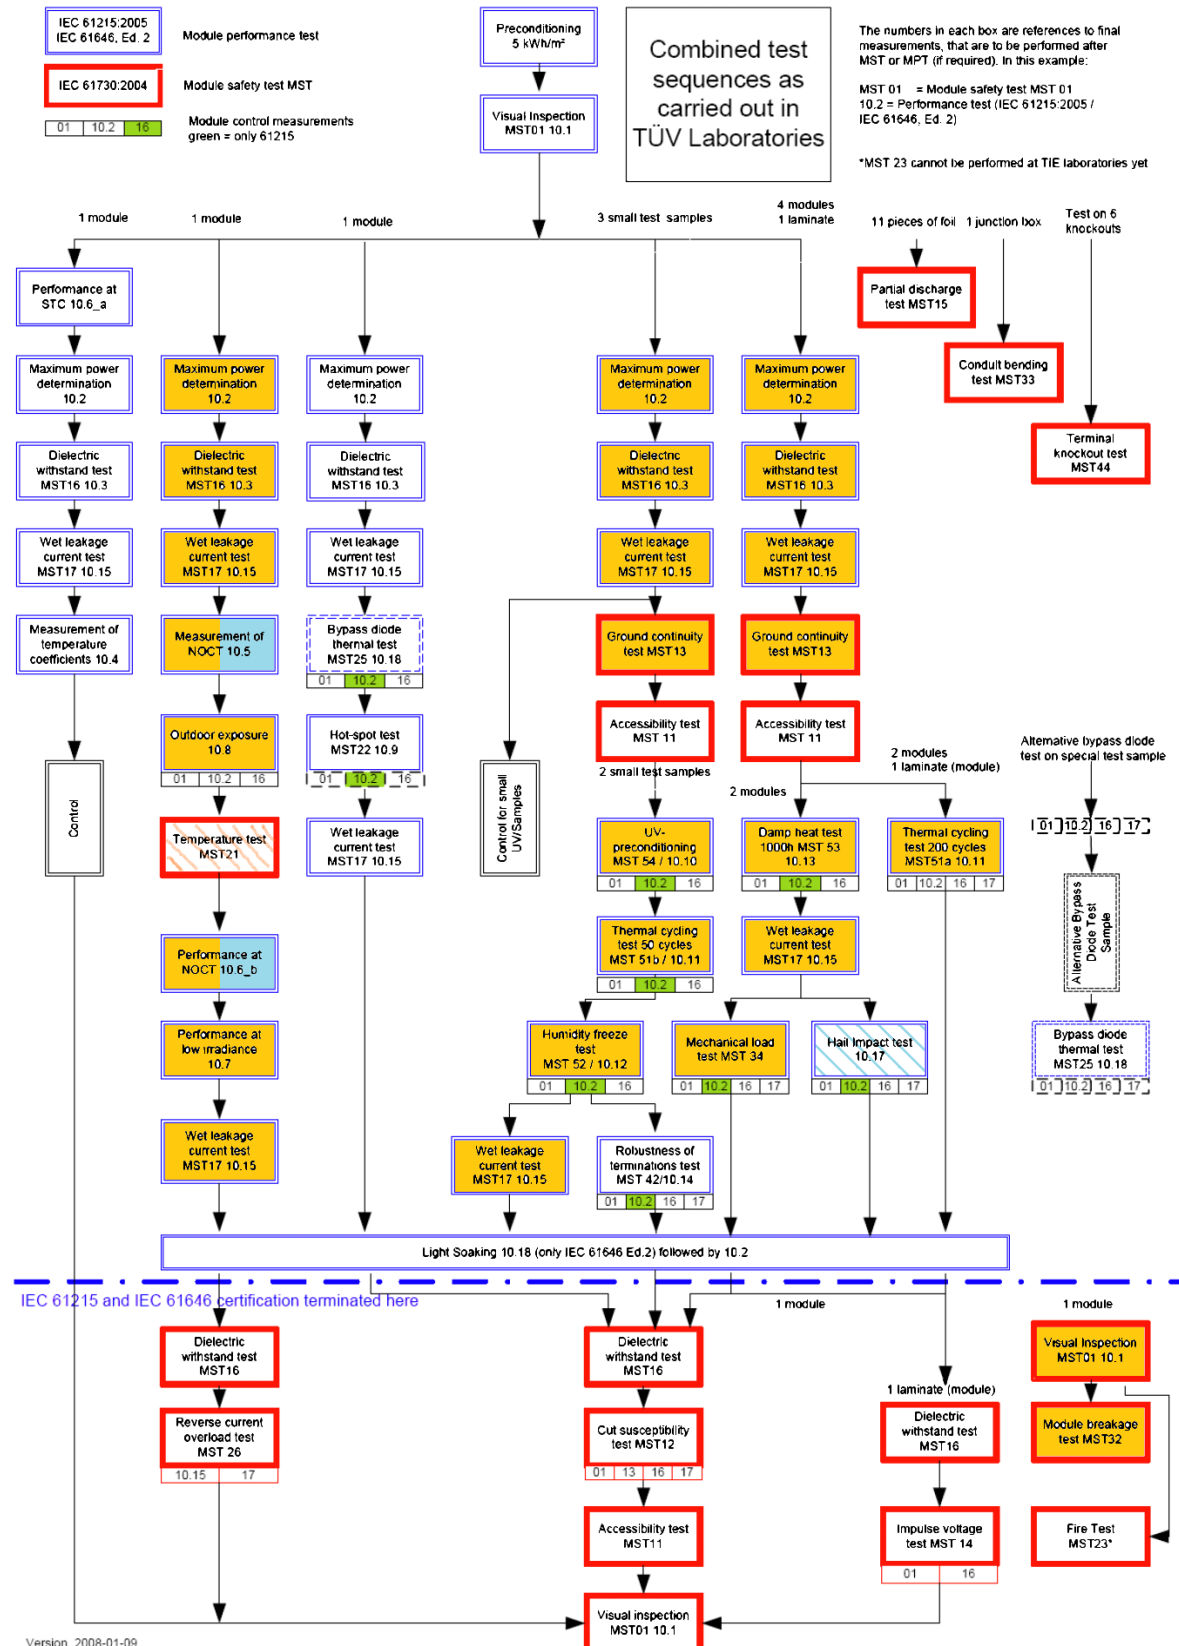 IEC 61215:2005
IEC 61646, Ed. 2
Module performance test
IEC 61730:2004
Module safety test MST
01 10.2 16
Module control measurements
green = only 61215
Preconditioning
5 kWh/m²
Visual Inspection
MST01 10.1
Combined test
sequences as
carried out in
TÜV Laboratories
The numbers in each box are references to final
measurements, that are to be performed after
MST or MPT (if required). In this example:
MST 01 = Module safety test MST 01
10.2 = Performance test (IEC 61215:2005 /
IEC 61646, Ed. 2)
*MST 23 cannot be performed at TIE laboratories yet
1 module
1 module
1 module
3 small test samples
4 modules
1 laminate
11 pieces of foil
1 junction box
Test on 6
knockouts
Performance at
STC 10.6_a
Maximum power
determination
10.2
Dielectric
withstand test
MST16 10.3
Wet leakage
current test
MST17 10.15
Measurement of
temperature
coefficients 10.4
Control
Maximum power
determination
10.2
Dielectric
withstand test
MST16 10.3
Wet leakage
current test
MST17 10.15
Measurement of
NOCT 10.5
Outdoor exposure
10.8
01 10.2 16
Temperature test
MST21
Performance at
NOCT 10.6_b
Performance at
low irradiance
10.7
Wet leakage
current test
MST17 10.15
Maximum power
determination
10.2
Dielectric
withstand test
MST16 10.3
Wet leakage
current test
MST17 10.15
Bypass diode
thermal test
MST25 10.18
01 10.2 16
Hot-spot test
MST22 10.9
01 10.2 16
Wet leakage
current test
MST17 10.15
Maximum power
determination
10.2
Dielectric
withstand test
MST16 10.3
Wet leakage
current test
MST17 10.15
Control for small
UV/Samples
Ground continuity
test MST13
Accessibility test
MST 11
2 small test samples
UV-
preconditioning
MST 54 / 10.10
01 10.2 16
Thermal cycling
test 50 cycles
MST 51b / 10.11
01 10.2 16
Humidity freeze
test
MST 52 / 10.12
01 10.2 16
Wet leakage
current test
MST17 10.15
Robustness of
terminations test
MST 42/10.14
01 10.2 16 17
Maximum power
determination
10.2
Dielectric
withstand test
MST16 10.3
Wet leakage
current test
MST17 10.15
Ground continuity
test MST13
Accessibility test
MST 11
2 modules
2 modules
1 laminate (module)
Damp heat test
1000h MST 53
10.13
01 10.2 16
Wet leakage
current test
MST17 10.15
Mechanical load
test MST 34
01 10.2 16 17
Hail Impact test
10.17
01 10.2 16 17
Thermal cycling
test 200 cycles
MST51a 10.11
01 10.2 16 17
Partial discharge
test MST15
Conduit bending
test MST33
Terminal
knockout test
MST44
Alternative bypass diode
test on special test sample
01 10.2 16 17
Alternative Bypass
Diode Test
Sample
Bypass diode
thermal test
MST25 10.18
01 10.2 16 17
Light Soaking 10.18 (only IEC 61646 Ed.2) followed by 10.2
IEC 61215 and IEC 61646 certification terminated here
1 module
1 module
Dielectric
withstand test
MST16
Reverse current
overload test
MST 26
10.15 17
Dielectric
withstand test
MST16
Cut susceptibility
test MST12
01 13 16 17
Accessibility test
MST11
Visual inspection
MST01 10.1
1 laminate (module)
Dielectric
withstand test
MST16
Impulse voltage
test MST 14
01 16
Visual Inspection
MST01 10.1
Module breakage
test MST32
Fire Test
MST23*
Version 2008-01-09